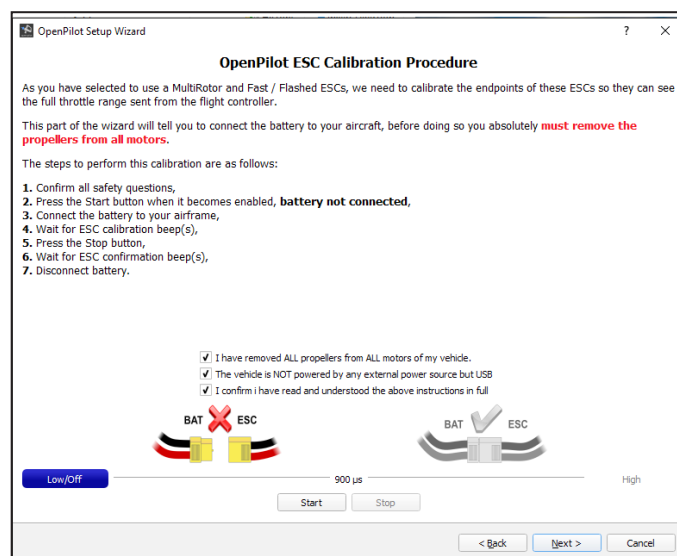 OpenPilot Setup Wizard
?
OpenPilot ESC Calibration Procedure
As you have selected to use a MultiRotor and Fast / Flashed ESCs, we need to calibrate the endpoints of these ESCs so they can see
the full throttle range sent from the flight controller.
This part of the wizard will tell you to connect the battery to your aircraft, before doing so you absolutely must remove the
propellers from all motors.
The steps to perform this calibration are as follows:
1. Confirm all safety questions,
2. Press the Start button when it becomes enabled, battery not connected,
3. Connect the battery to your airframe,
4. Wait for ESC calibration beep(s),
5. Press the Stop button,
6. Wait for ESC confirmation beep(s),
7. Disconnect battery.
I have removed ALL propellers from ALL motors of my vehicle.
The vehicle is NOT powered by any external power source but USB
I confirm i have read and understood the above instructions in full
BAT ESC
BAT ESC
Low/Off 900 µs High
Start Stop
< Back Next > Cancel